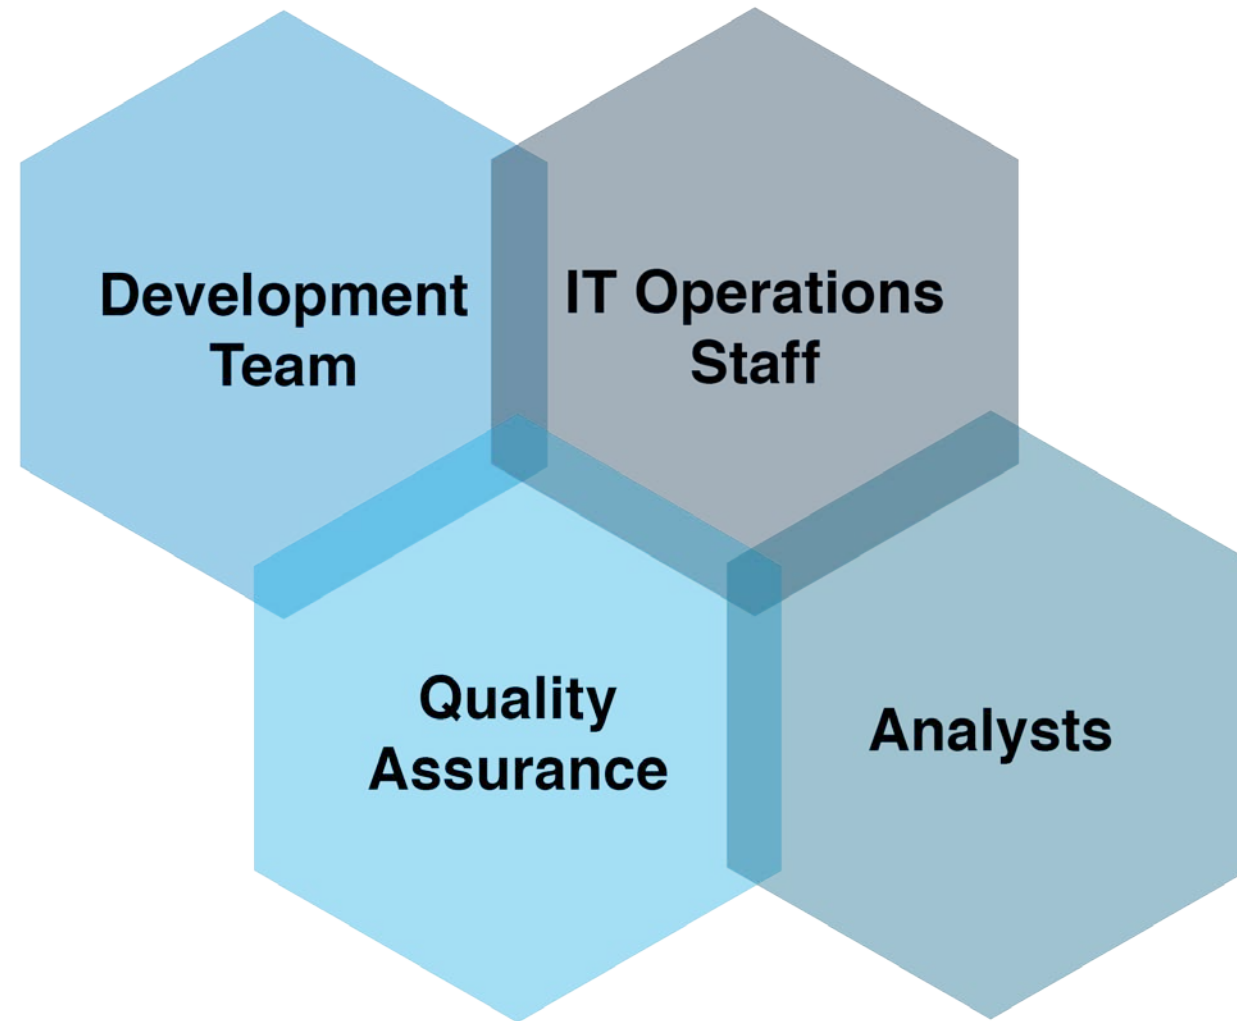 Development
Team
IT Operations
Staff
Quality
Assurance
Analysts